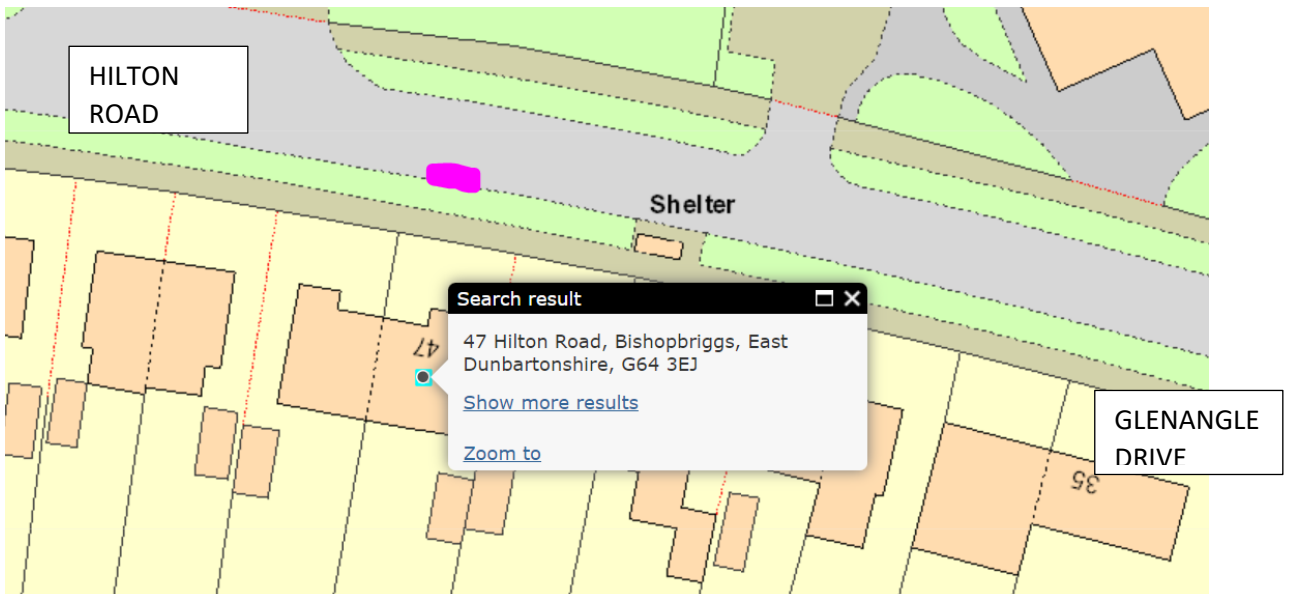 HILTON
ROAD
Shelter
Search result
47 Hilton Road, Bishopbriggs, East
Dunbartonshire, G64 3EJ
Show more results
Zoom to
47
GLENANGLE
DRIVE
35